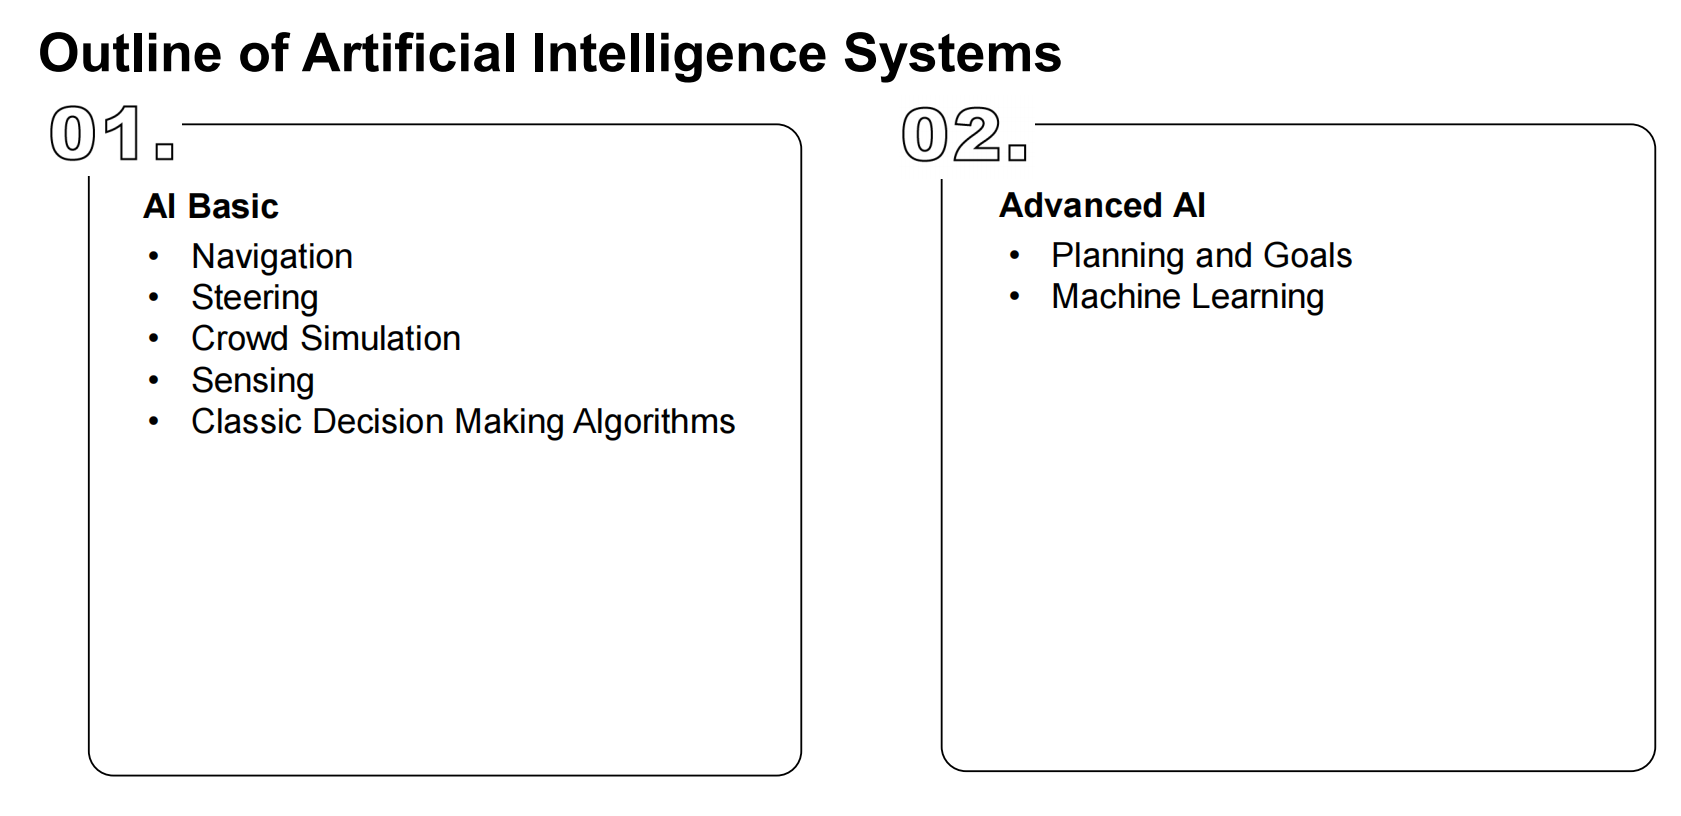 Outline of Artificial Intelligence Systems
01.
AI Basic
• Navigation
• Steering
• Crowd Simulation
• Sensing
• Classic Decision Making Algorithms
02.
Advanced AI
• Planning and Goals
• Machine Learning